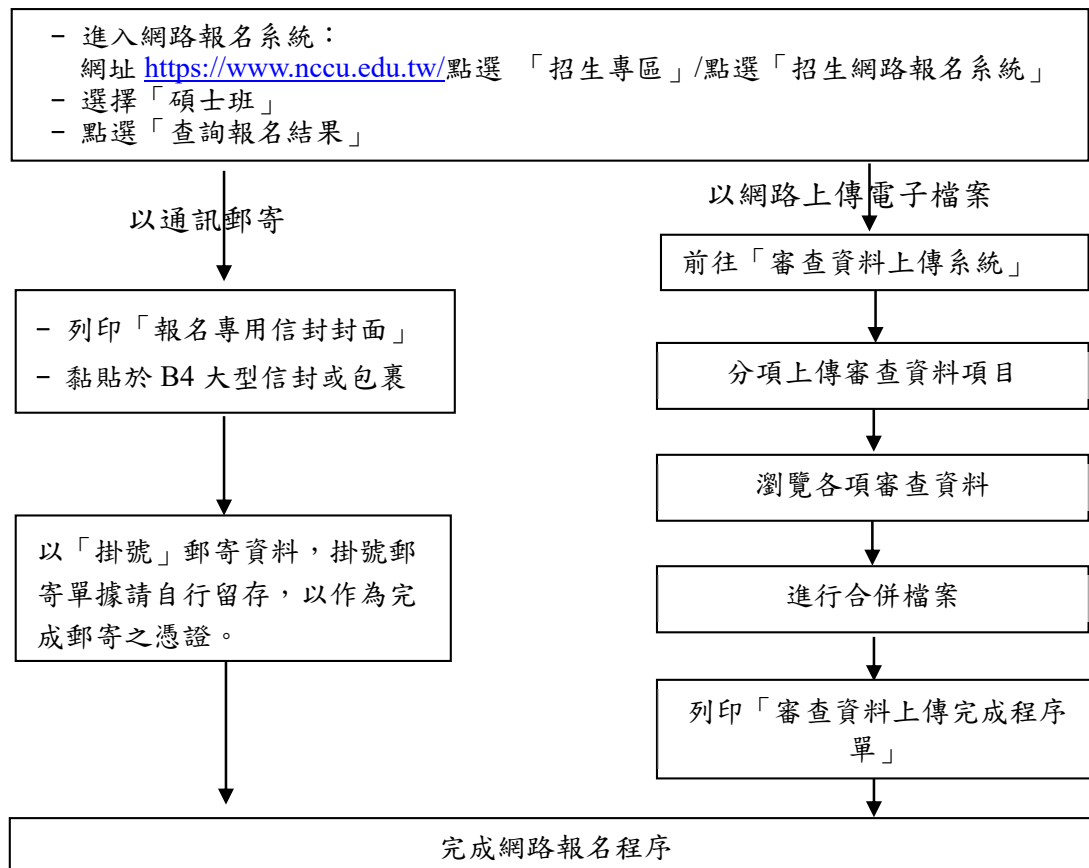 - 進入網路報名系統：
網址 https://www.nccu.edu.tw/點選 「招生專區」/點選「招生網路報名系統」
- 選擇「碩士班」
- 點選「查詢報名結果」
以通訊郵寄
- 列印「報名專用信封封面」
- 黏貼於 B4 大型信封或包裹
以「掛號」郵寄資料，掛號郵
寄單據請自行留存，以作為完
成郵寄之憑證。
以網路上傳電子檔案
前往「審查資料上傳系統」
分項上傳審查資料項目
瀏覽各項審查資料
進行合併檔案
列印「審查資料上傳完成程序
單」
完成網路報名程序